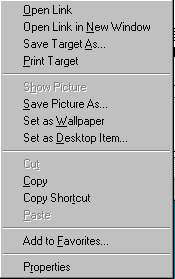 Open Link
Open Link in New Window
Save Target As...
Print Target
Show Picture
Save Picture As...
Set as Wallpaper
Set as Desktop Item...
Cut
Copy
Copy Shortcut
Paste
Add to Favorites...
Properties